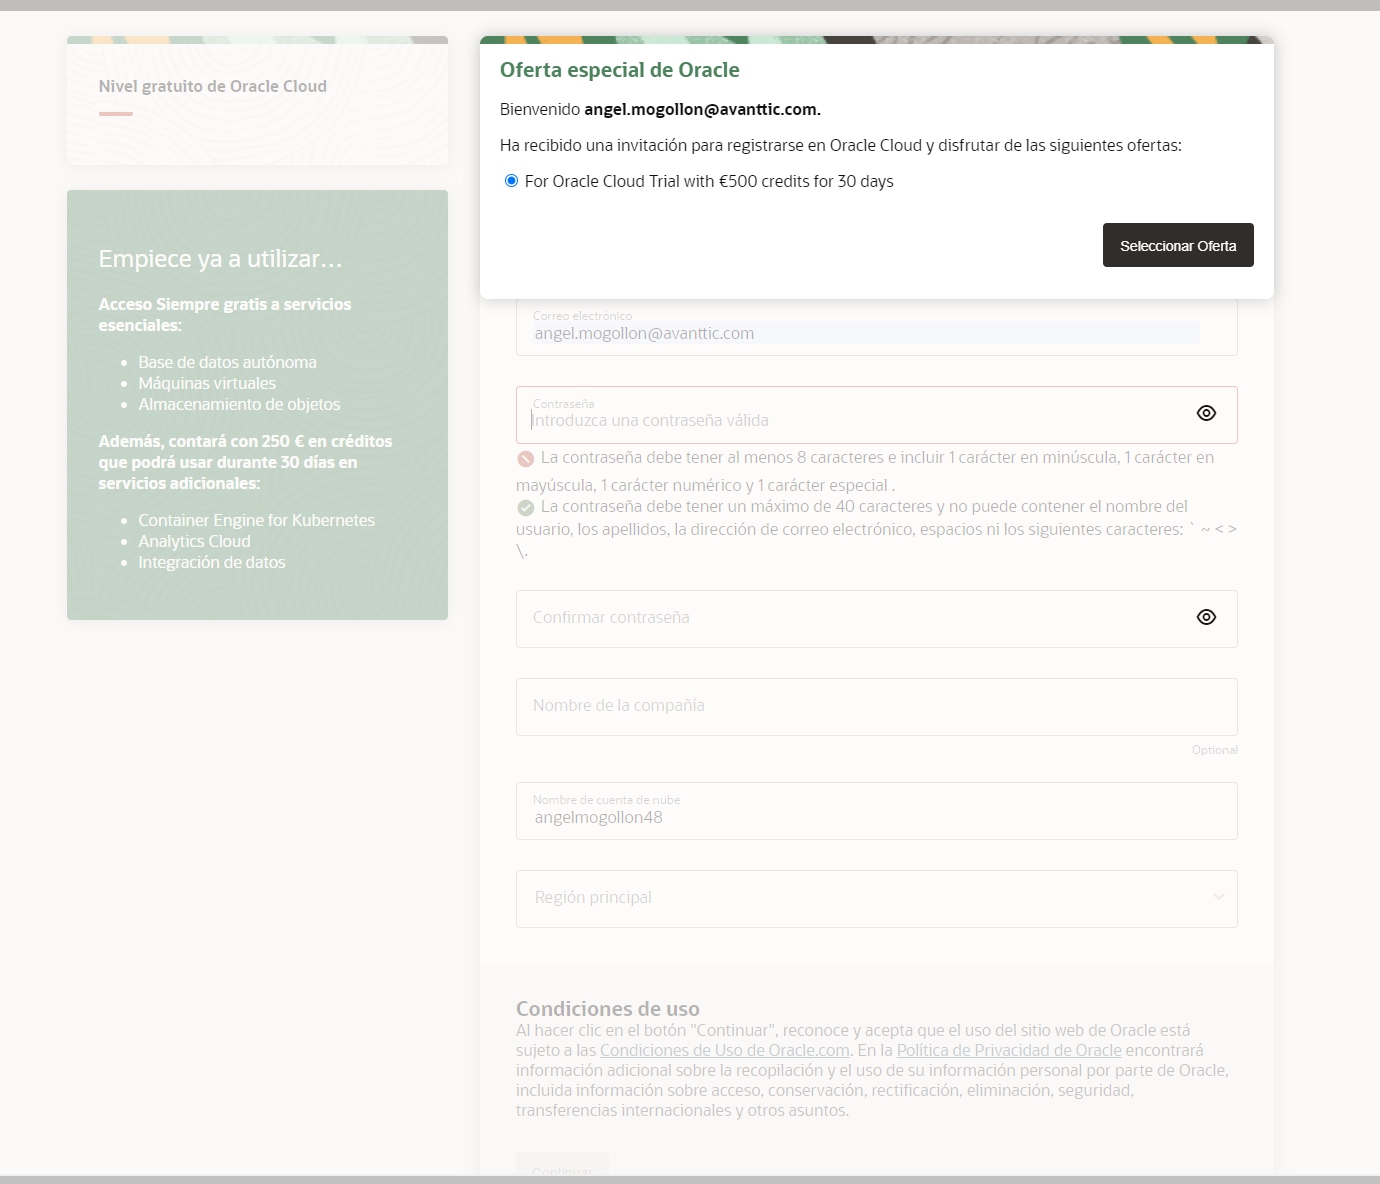 Nivel gratuito de Oracle Cloud
Empiece ya a utilizar...
Acceso Siempre gratis a servicios
esenciales:
Base de datos autónoma
Máquinas virtuales
Almacenamiento de objetos
Además, contará con 250 € en créditos
que podrá usar durante 30 días en
servicios adicionales:
Container Engine for Kubernetes
Analytics Cloud
Integración de datos
Oferta especial de Oracle
Bienvenido angel.mogollon@avanttic.com.
Ha recibido una invitación para registrarse en Oracle Cloud y disfrutar de las siguientes ofertas:
For Oracle Cloud Trial with €500 credits for 30 days
Seleccionar Oferta
Correo electrónico
angel.mogollon@avanttic.com
Contraseña
Introduzca una contraseña válida
La contraseña debe tener al menos 8 caracteres e incluir 1 carácter en minúscula, 1 carácter en
mayúscula, 1 carácter numérico y 1 carácter especial .
La contraseña debe tener un máximo de 40 caracteres y no puede contener el nombre del
usuario, los apellidos, la dirección de correo electrónico, espacios ni los siguientes caracteres: ` ~ < >
\.
Confirmar contraseña
Nombre de la compañía
Optional
Nombre de cuenta de nube
angelmogollon48
Región principal
Condiciones de uso
Al hacer clic en el botón "Continuar", reconoce y acepta que el uso del sitio web de Oracle está
sujeto a las Condiciones de Uso de Oracle.com. En la Política de Privacidad de Oracle encontrará
información adicional sobre la recopilación y el uso de su información personal por parte de Oracle,
incluida información sobre acceso, conservación, rectificación, eliminación, seguridad,
transferencias internacionales y otros asuntos.
Continuar